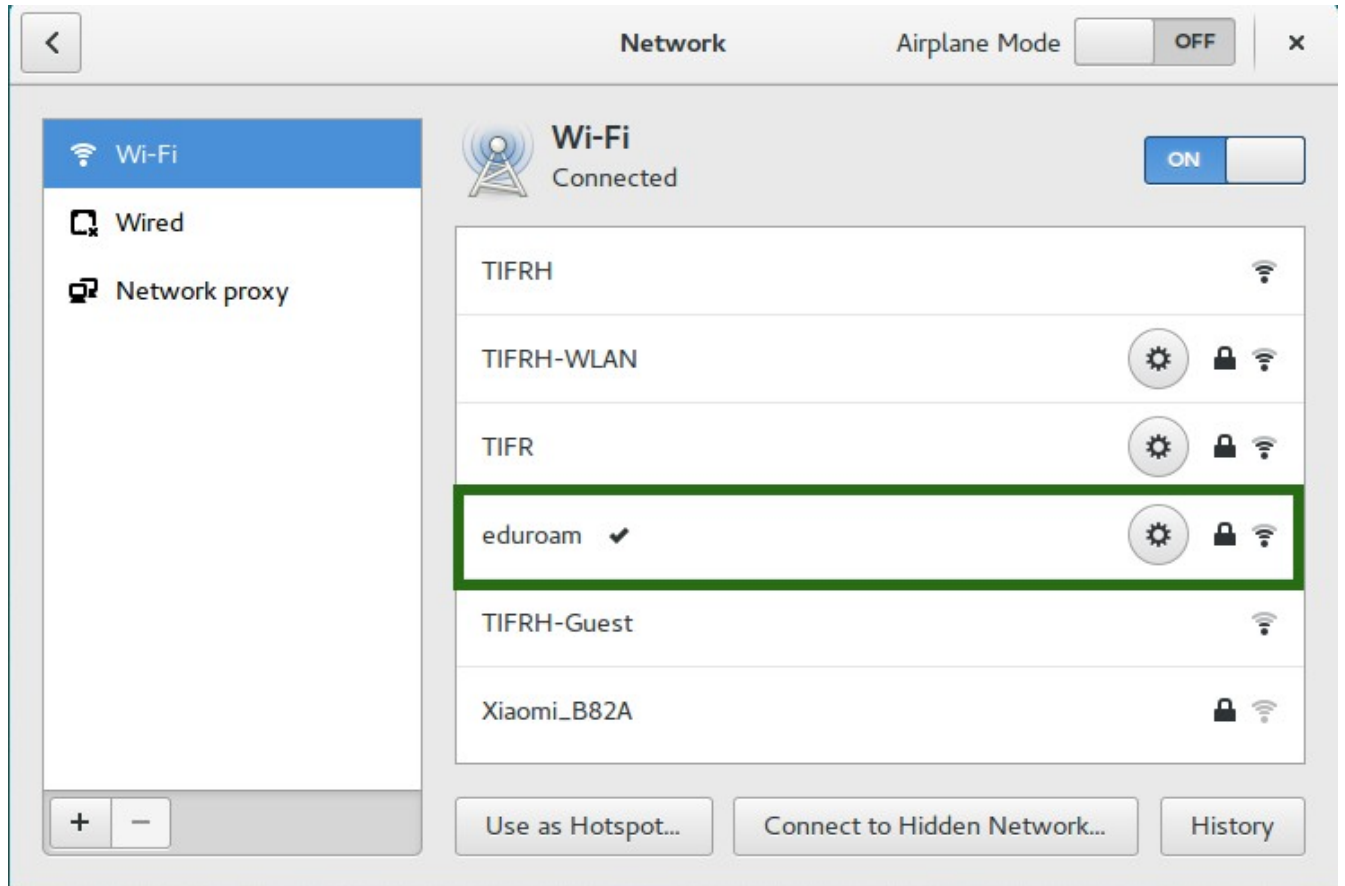 Network
Airplane Mode OFF
Wi-Fi
Wired
Network proxy
Wi-Fi
Connected
ON
TIFRH
TIFRH-WLAN
TIFR
eduroam
TIFRH-Guest
Xiaomi_B82A
Use as Hotspot... Connect to Hidden Network... History